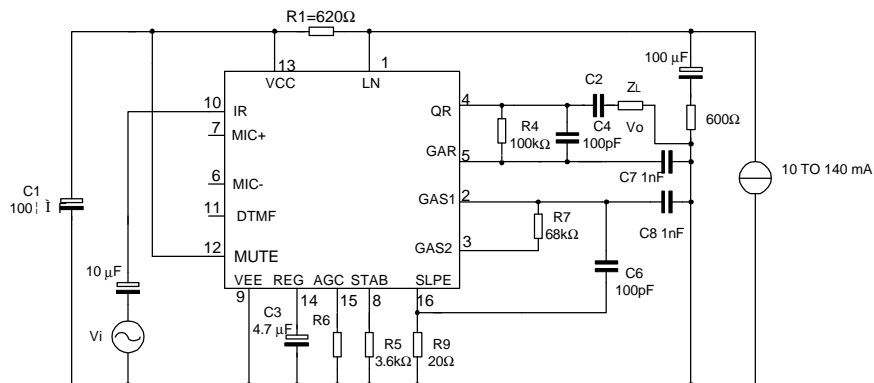 R1=620Ω
13
1
VCC
LN
100 µF
10
IR
4
QR
C2
ZL
7
MIC+
R4
100kΩ
C4
100pF
Vo
600Ω
GAR
5
6
MIC-
C7 1nF
10 TO 140 mA
C1
100¦ Ì F
11
DTMF
GAS1
2
R7
68kΩ
C8 1nF
12
MUTE
GAS2
3
10 µF
VEE
REG
AGC
STAB
SLPE
C6
100pF
9
14
15
8
16
C3
4.7 µF
R6
Vi
R5
3.6kΩ
R9
20Ω